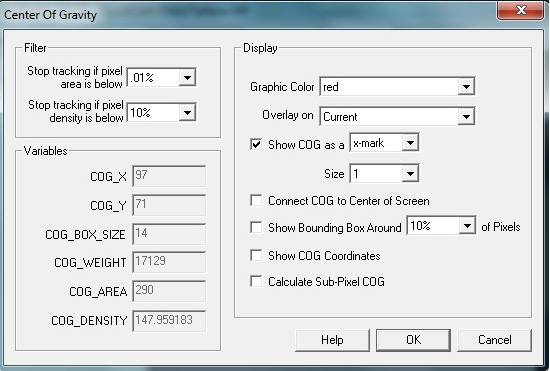 Center Of Gravity
Filter
Stop tracking if pixel
area is below
.01%
Stop tracking if pixel
density is below
10%
Variables
COG_X 97
COG_Y 71
COG_BOX_SIZE 14
COG_WEIGHT 17129
COG_AREA 290
COG_DENSITY 147.959183
Display
Graphic Color red
Overlay on Current
Show COG as a x-mark
Size 1
Connect COG to Center of Screen
Show Bounding Box Around 10% of Pixels
Show COG Coordinates
Calculate Sub-Pixel COG
Help OK Cancel